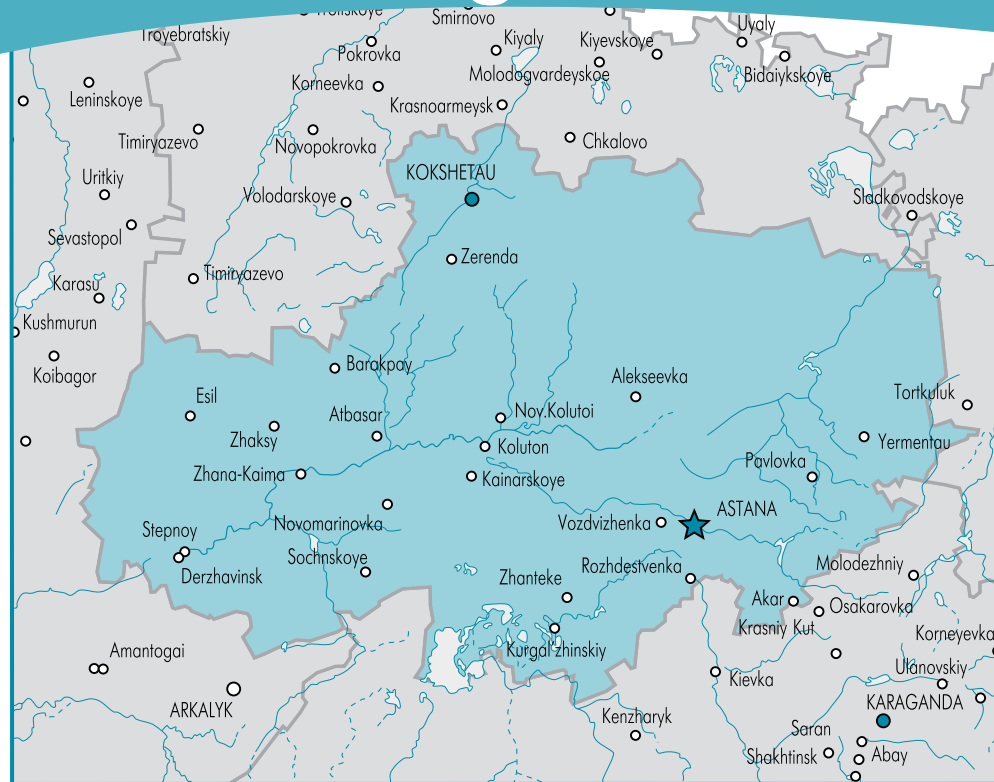 Troitskoye
Smirnovo
Uyaly
Troyebratskiy
Kiyaly
Kiyevskoye
Pokrovka
Molodogvardeyskoe
Bidaiykskoye
Korneevka
Leninskoye
Krasnoarmeysk
Timiryazevo
Novopokrovka
Chkalovo
KOKSHETAU
Uritkiy
Volodarskoye
Sladkovodskoye
Sevastopol
Zerenda
Timiryazevo
Karasu
Kushmurun
Barakpay
Koibagor
Alekseevka
Esil
Tortkuluk
Atbasar
Nov.Kolutoi
Zhaksy
Koluton
Yermentau
Pavlovka
Zhana-Kaima
Kainarskoye
ASTANA
Novomarinovka
Vozdvizhenka
Stepnoy
Sochnskoye
Rozhdestvenka
Molodezhniy
Derzhavinsk
Zhanteke
Akar
Osakarovka
Krasniy Kut
Korneyevka
Amantogai
Kurgal'zhinskiy
Ulanovskiy
Kievka
ARKALYK
KARAGANDA
Kenzharyk
Saran
Shakhtinsk
Abay